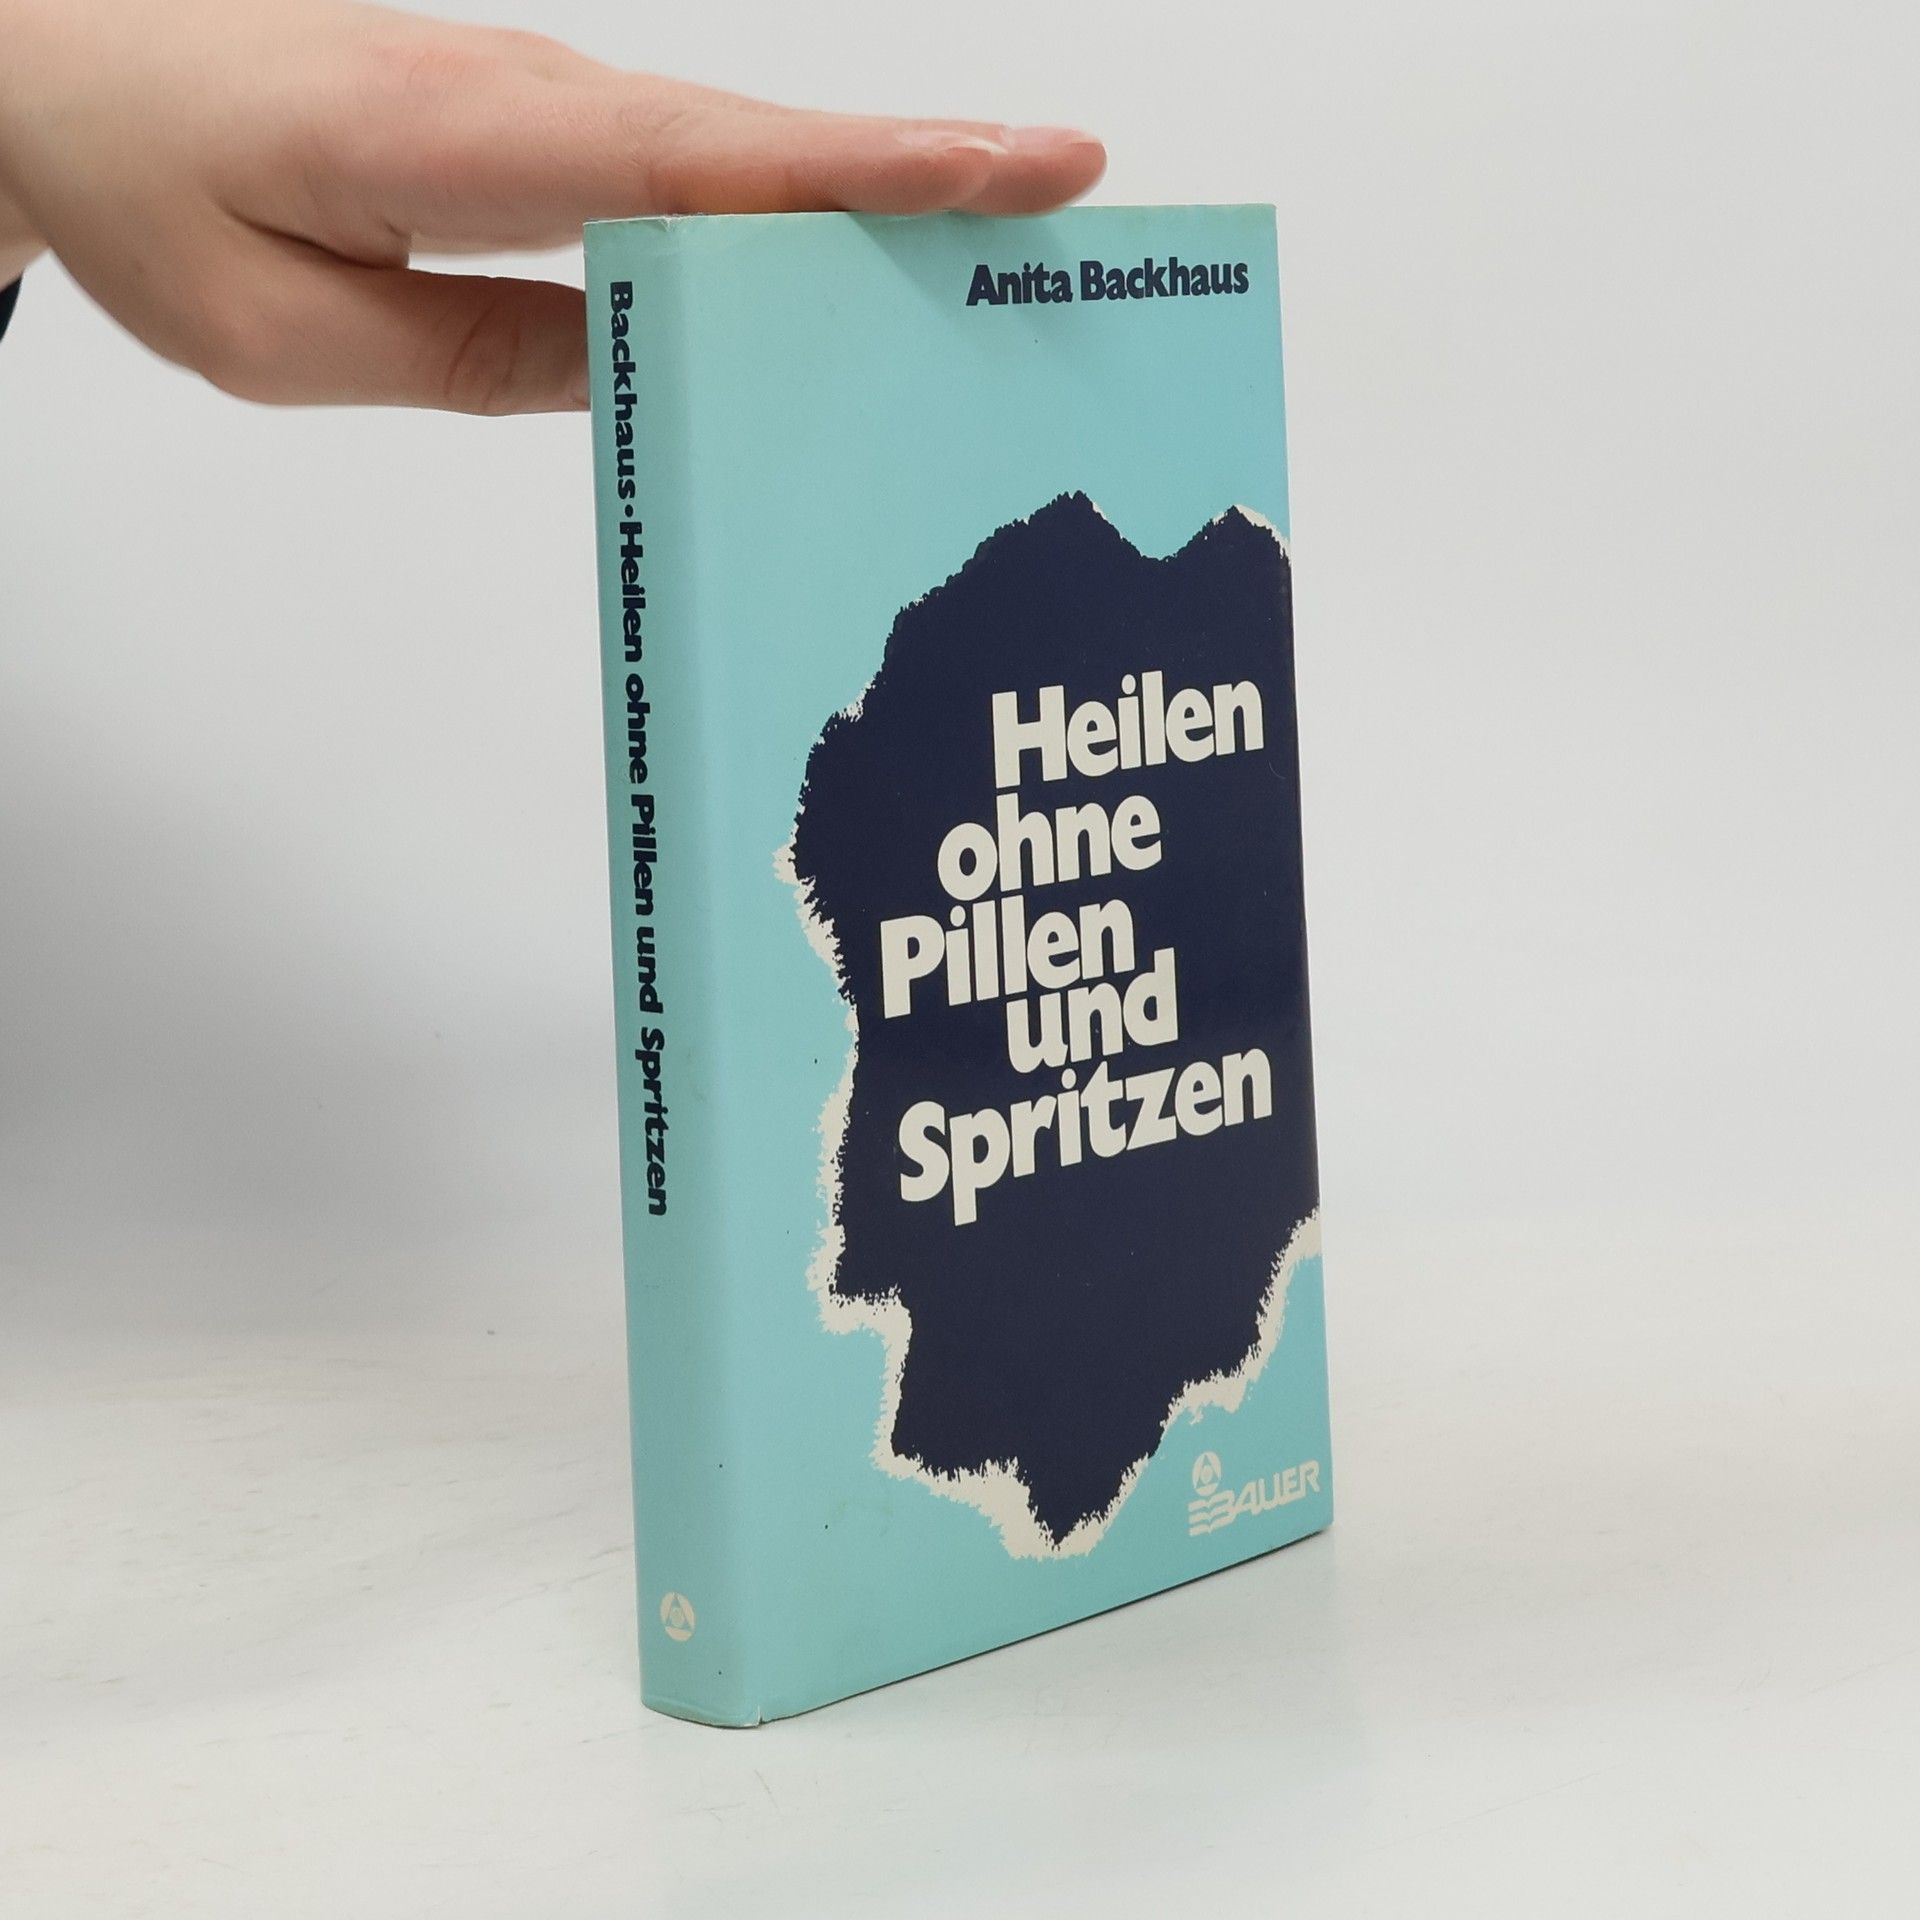 Backhaus • Heilen ohne Pillen und Spritzen
Anita Backhaus
Heilen
ohne
Pillen
und
Spritzen
BAUER